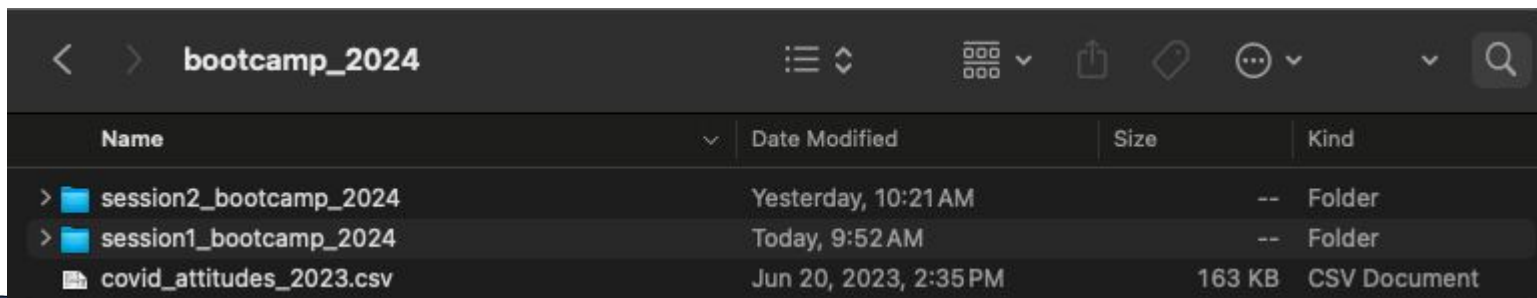 bootcamp_2024
Name Date Modified Size Kind
session2_bootcamp_2024 Yesterday, 10:21 AM -- Folder
session1_bootcamp_2024 Today, 9:52 AM -- Folder
covid_attitudes_2023.csv Jun 20, 2023, 2:35 PM 163 KB CSV Document